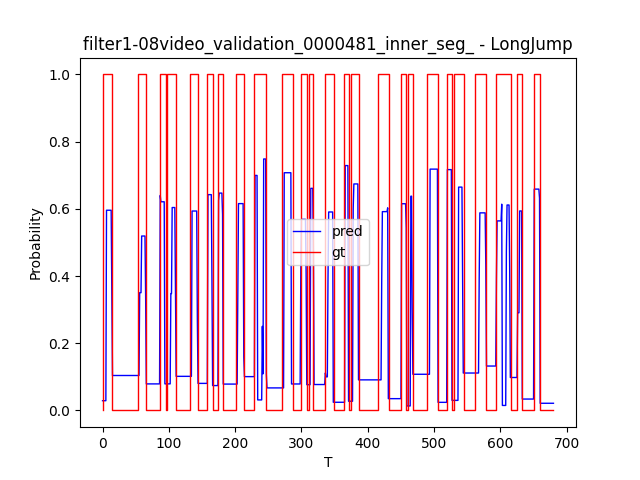 filter1-08video_validation_0000481_inner_seg_ - LongJump
1.0
0.8
0.6
0.4
0.2
0.0
Probability
pred
gt
0 100 200 300 400 500 600 700
T